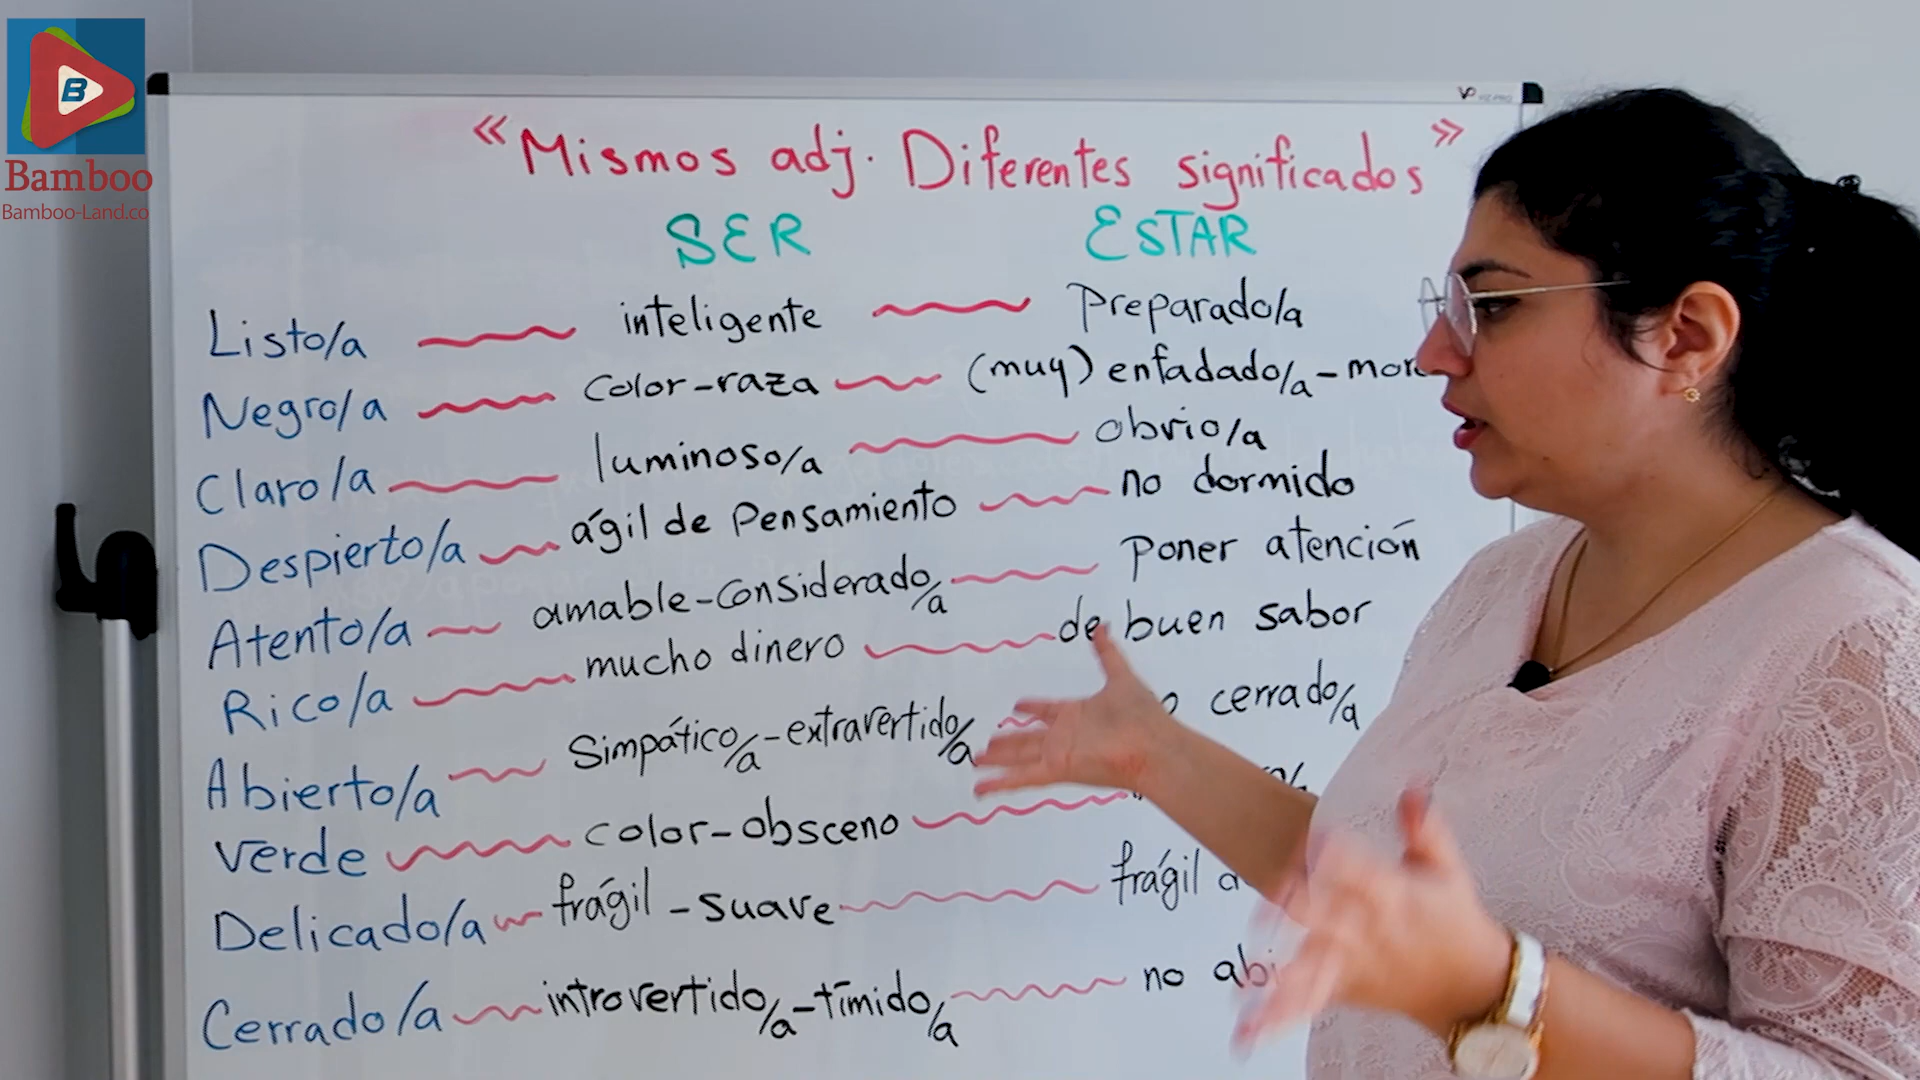 B
Bamboo
Bamboo-Land.co
« Mismos adj. Diferentes significados »
SER ESTAR
Listo/a inteligente Preparado/a
Negro/a Color-raza (muy) enfadado/a-
Claro/a luminoso/a obvio/a
Despierto/a ágil de Pensamiento no dormido
Atento/a amable-Considerado/a Poner atención
Rico/a mucho dinero de buen sabor
Abierto/a Simpático/a-extravertido/a cerrado/a
Verde color-obsceno
Delicado/a frágil-suave frágil
Cerrado/a introvertido/a-tímido/a no